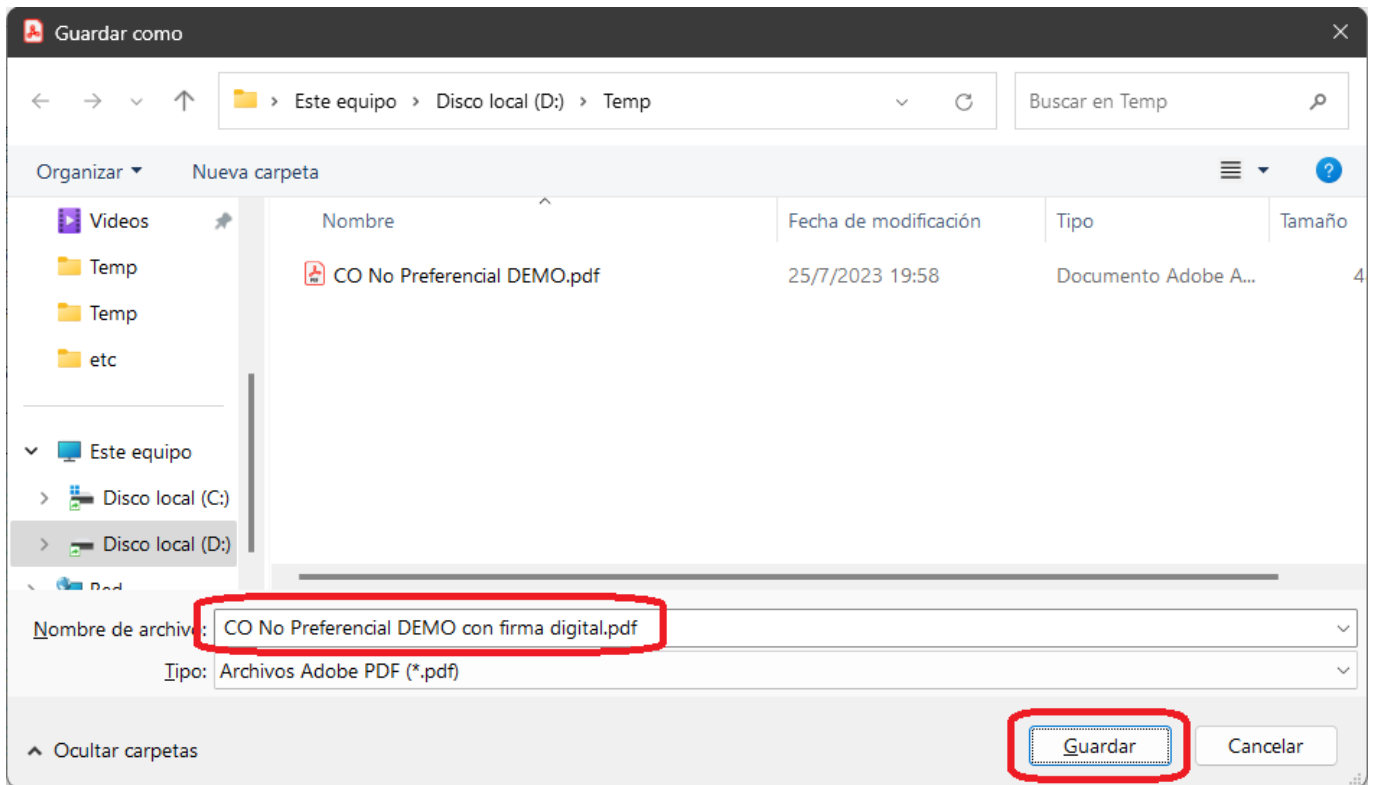 Guardar como
Este equipo > Disco local (D:) > Temp
Buscar en Temp
Organizar
Nueva carpeta
Nombre
Fecha de modificación
Tipo
Tamaño
Videos
Temp
Temp
etc
Este equipo
Disco local (C:)
Disco local (D:)
Red
CO No Preferencial DEMO.pdf
25/7/2023 19:58
Documento Adobe A...
4
Nombre de archivo: CO No Preferencial DEMO con firma digital.pdf
Tipo: Archivos Adobe PDF (*.pdf)
Ocultar carpetas
Guardar
Cancelar